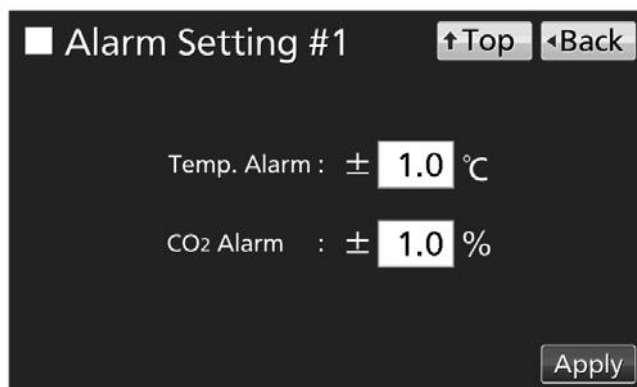 ■ Alarm Setting #1 ↑Top ◂Back
Temp. Alarm : ± 1.0 ℃
CO2 Alarm : ± 1.0 %
Apply